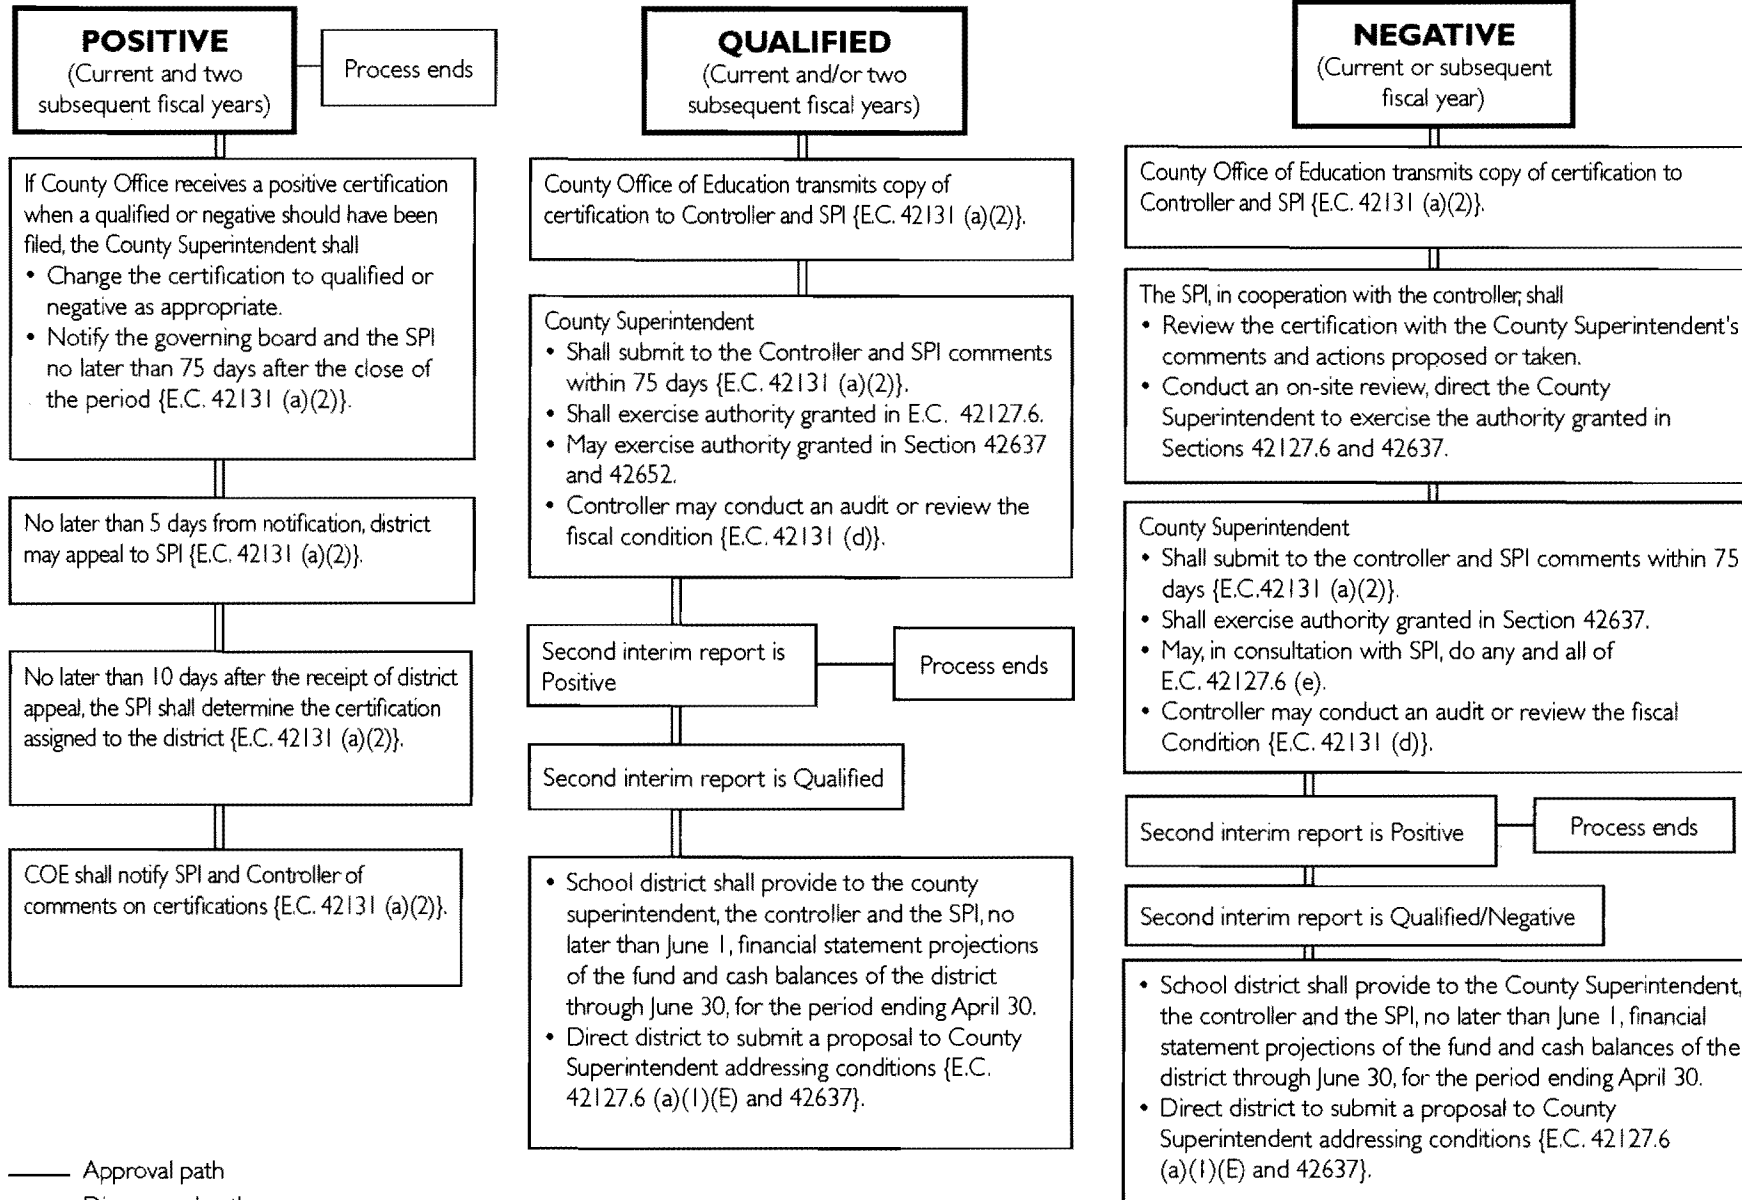 POSITIVE
(Current and two
subsequent fiscal years)
Process ends
If County Office receives a positive certification
when a qualified or negative should have been
filed, the County Superintendent shall
• Change the certification to qualified or
negative as appropriate.
• Notify the governing board and the SPI
no later than 75 days after the close of
the period {E.C. 42131 (a)(2)}.
No later than 5 days from notification, district
may appeal to SPI {E.C. 42131 (a)(2)}.
No later than 10 days after the receipt of district
appeal, the SPI shall determine the certification
assigned to the district {E.C. 42131 (a)(2)}.
COE shall notify SPI and Controller of
comments on certifications {E.C. 42131 (a)(2)}.
Approval path
QUALIFIED
(Current and/or two
subsequent fiscal years)
County Office of Education transmits copy of
certification to Controller and SPI {E.C. 42131 (a)(2)}.
County Superintendent
• Shall submit to the Controller and SPI comments
within 75 days {E.C. 42131 (a)(2)}.
• Shall exercise authority granted in E.C. 42127.6.
• May exercise authority granted in Section 42637
and 42652.
• Controller may conduct an audit or review the
fiscal condition {E.C. 42131 (d)}.
Second interim report is
Positive
Process ends
Second interim report is Qualified
• School district shall provide to the county
superintendent, the controller and the SPI, no
later than June 1, financial statement projections
of the fund and cash balances of the district
through June 30, for the period ending April 30.
• Direct district to submit a proposal to County
Superintendent addressing conditions {E.C.
42127.6 (a)(1)(E) and 42637}.
NEGATIVE
(Current or subsequent
fiscal year)
County Office of Education transmits copy of certification to
Controller and SPI {E.C. 42131 (a)(2)}.
The SPI, in cooperation with the controller, shall
• Review the certification with the County Superintendent's
comments and actions proposed or taken.
• Conduct an on-site review, direct the County
Superintendent to exercise the authority granted in
Sections 42127.6 and 42637.
County Superintendent
• Shall submit to the controller and SPI comments within 75
days {E.C.42131 (a)(2)}.
• Shall exercise authority granted in Section 42637.
• May, in consultation with SPI, do any and all of
E.C. 42127.6 (e).
• Controller may conduct an audit or review the fiscal
Condition {E.C. 42131 (d)}.
Second interim report is Positive
Process ends
Second interim report is Qualified/Negative
• School district shall provide to the County Superintendent,
the controller and the SPI, no later than June 1, financial
statement projections of the fund and cash balances of the
district through June 30, for the period ending April 30.
• Direct district to submit a proposal to County
Superintendent addressing conditions {E.C. 42127.6
(a)(1)(E) and 42637}.